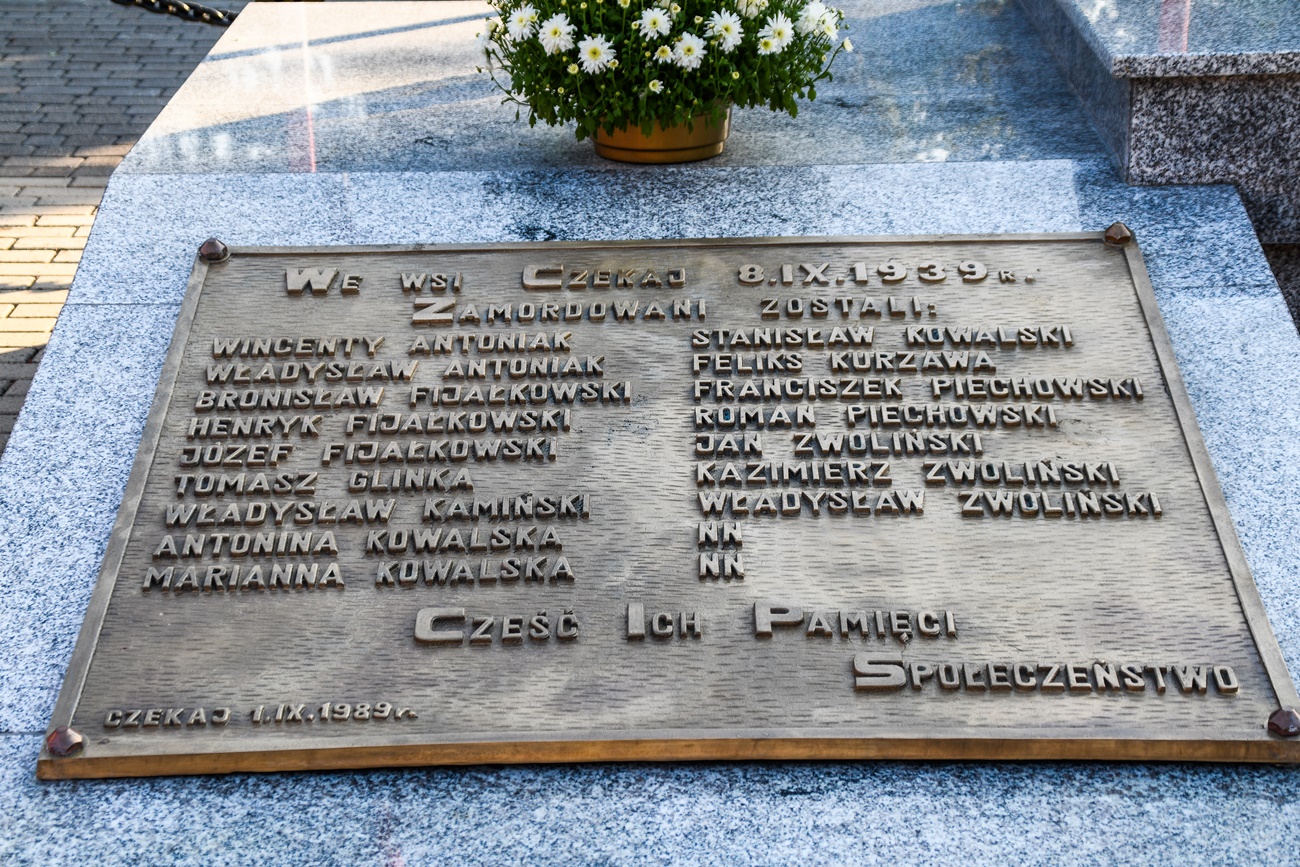 WE WSI CZEKAJ 8.IX.1939 r.
ZAMORDOWANI ZOSTALI:
WINCENTY ANTONIAK
WŁADYSŁAW ANTONIAK
BRONISŁAW FIJAŁKOWSKI
HENRYK FIJAŁKOWSKI
JÓZEF FIJAŁKOWSKI
TOMASZ GLINKA
WŁADYSŁAW KAMIŃSKI
ANTONINA KOWALSKA
MARIANNA KOWALSKA
STANISŁAW KOWALSKI
FELIKS KURZAWA
FRANCISZEK PIECHOWSKI
ROMAN PIECHOWSKI
JAN ZWOLIŃSKI
KAZIMIERZ ZWOLIŃSKI
WŁADYSŁAW ZWOLIŃSKI
NN
NN
CZEŚĆ ICH PAMIĘCI
SPOŁECZEŃSTWO
CZEKAJ 1.IX.1989 r.